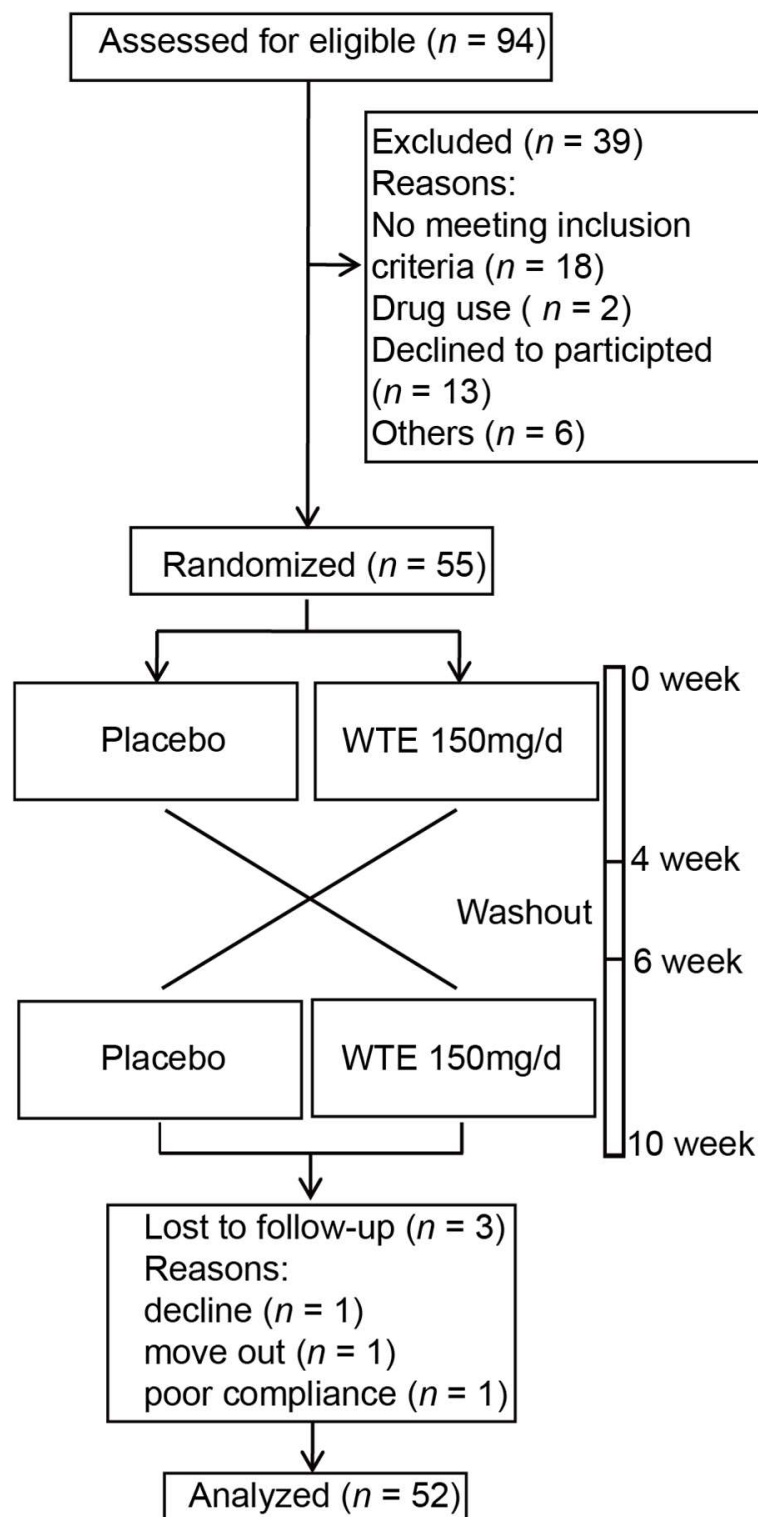 Assessed for eligible (n = 94)
Excluded (n = 39)
Reasons:
No meeting inclusion
criteria (n = 18)
Drug use ( n = 2)
Declined to participted
(n = 13)
Others (n = 6)
Randomized (n = 55)
Placebo
WTE 150mg/d
0 week
4 week
Washout
6 week
Placebo
WTE 150mg/d
10 week
Lost to follow-up (n = 3)
Reasons:
decline (n = 1)
move out (n = 1)
poor compliance (n = 1)
Analyzed (n = 52)